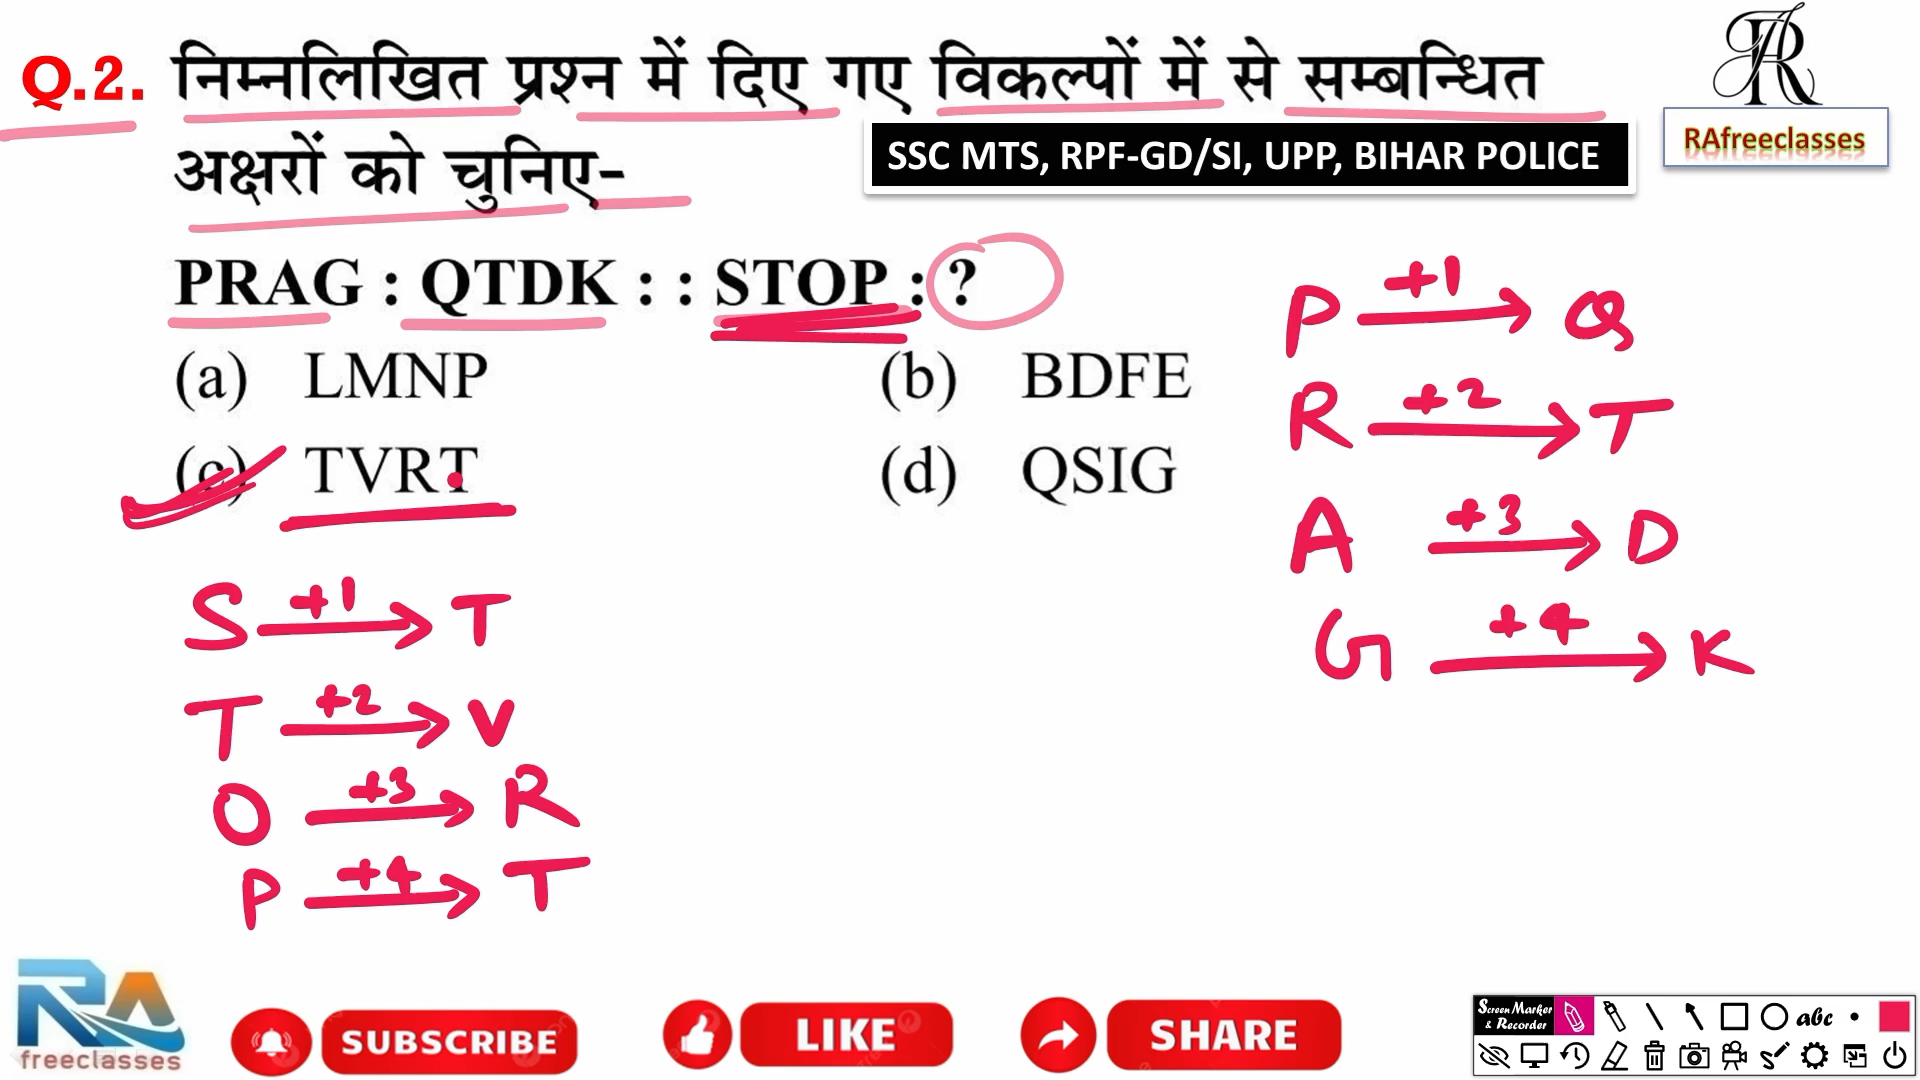 Q.2. निम्नलिखित प्रश्न में दिए गए विकल्पों में से सम्बन्धित
अक्षरों को चुनिए-
SSC MTS, RPF-GD/SI, UPP, BIHAR POLICE
RAfreeclasses
PRAG : QTDK : : STOP : ?
(a) LMNP (b) BDFE
(c) TVRT (d) QSIG
P +1 Q
R +2 T
A +3 D
G +4 K
S +1 T
T +2 V
O +3 R
P +4 T
RA
freeclasses
SUBSCRIBE
LIKE
SHARE
Screen Marker
& Recorder
abc